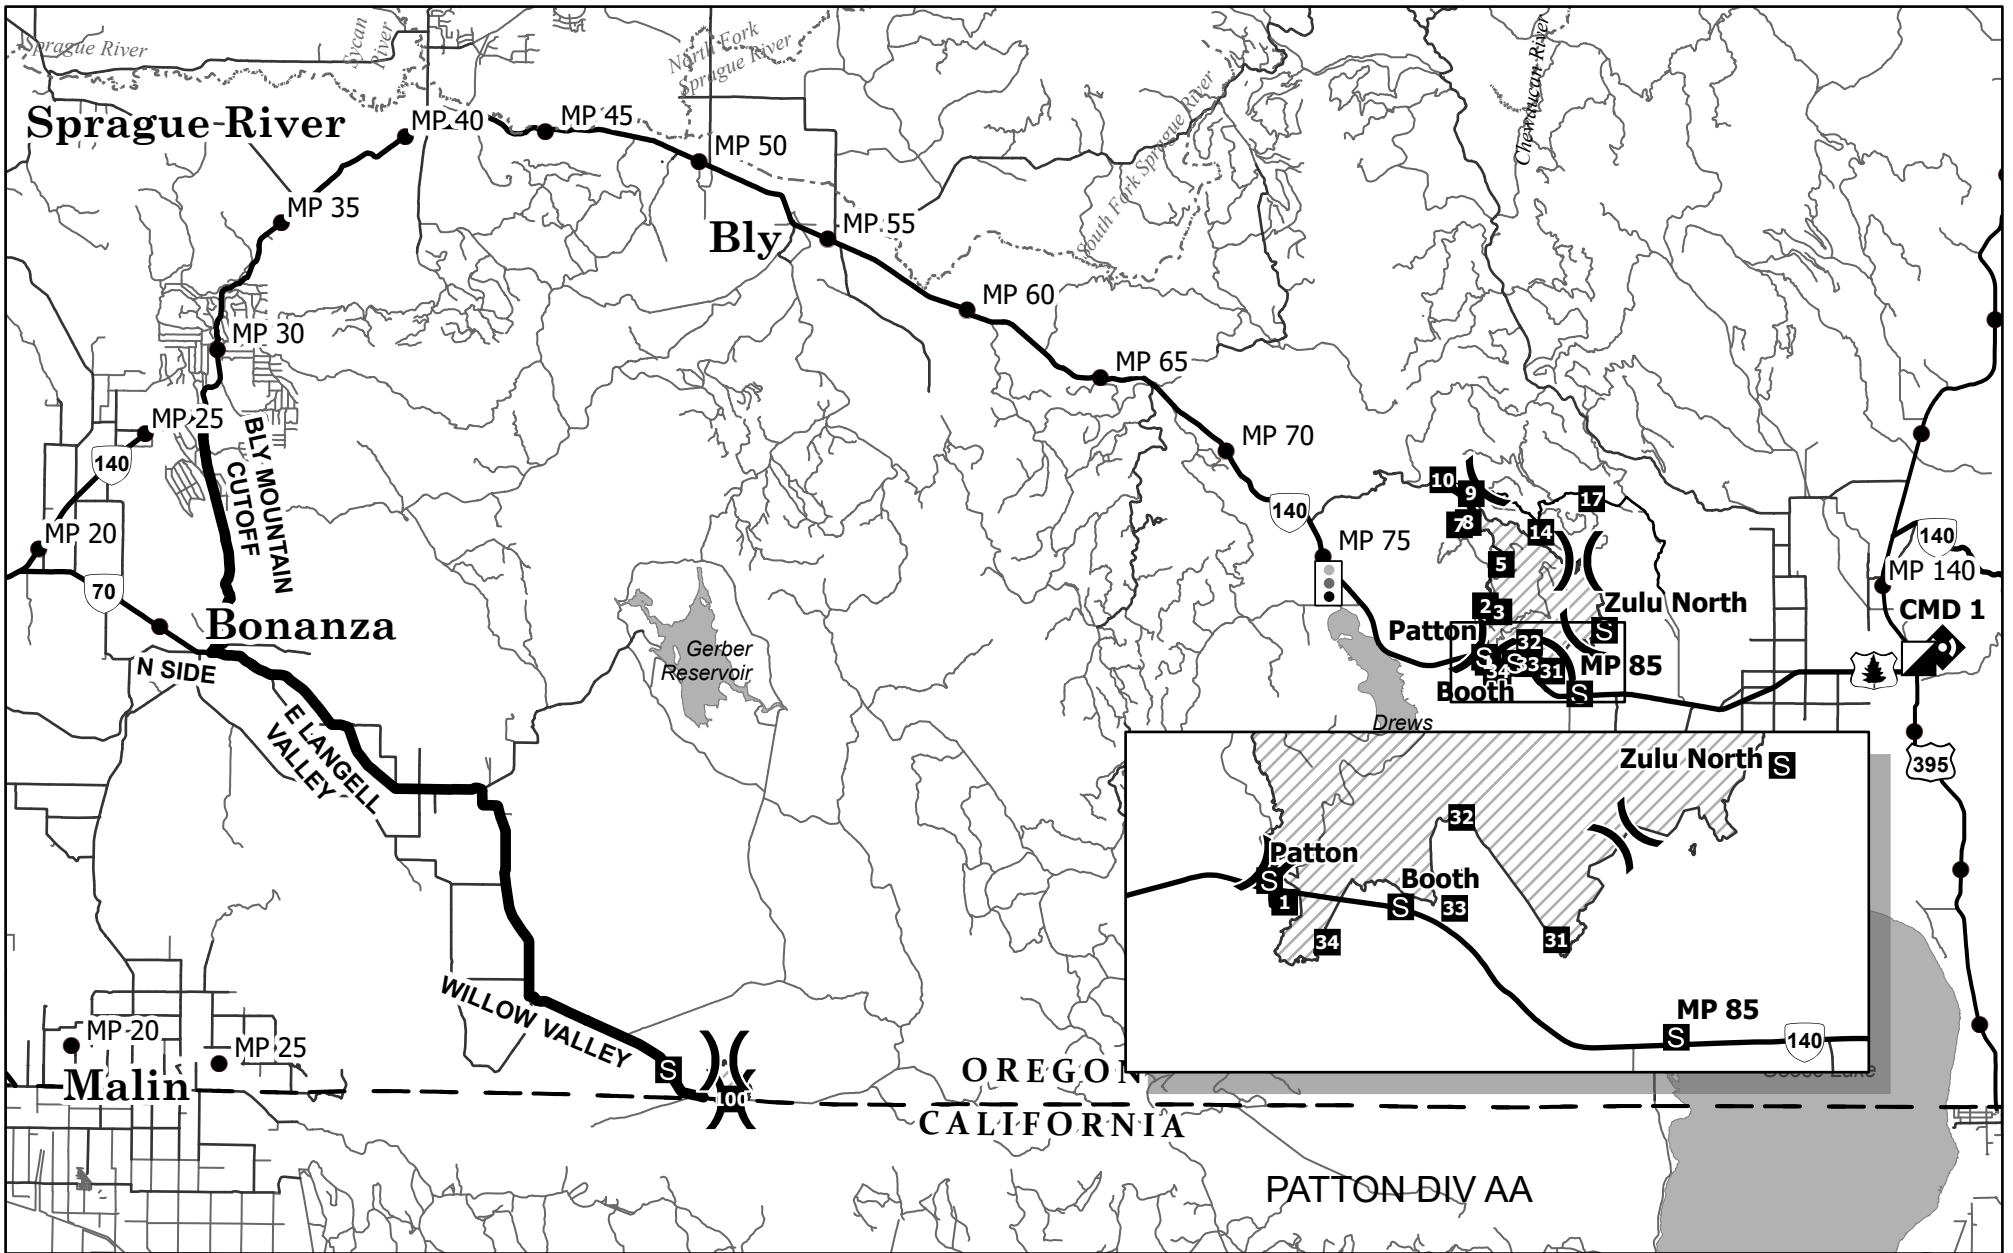 Sprague River
Sycan
River
North Fork
Sprague River
Chewaucan River
South Fork Sprague River
Sprague River
MP 40
MP 45
MP 50
MP 35
Bly
MP 55
MP 60
MP 30
MP 65
MP 25
140
BLY MOUNTAIN
CUTOFF
MP 70
140
MP 20
MP 75
10
9
7
8
17
14
5
2
3
140
MP 140
CMD 1
70
Bonanza
N SIDE
E LANGELL
VALLEY
Gerber
Reservoir
Zulu North
S
Patton
S
32
S
33
31
34
MP 85
S
Booth
Drews
395
Zulu North
S
32
Patton
S
1
Booth
S
33
34
31
MP 85
S
140
WILLOW VALLEY
S
100
MP 20
MP 25
Malin
OREGON
CALIFORNIA
Goose Lake
PATTON DIV AA